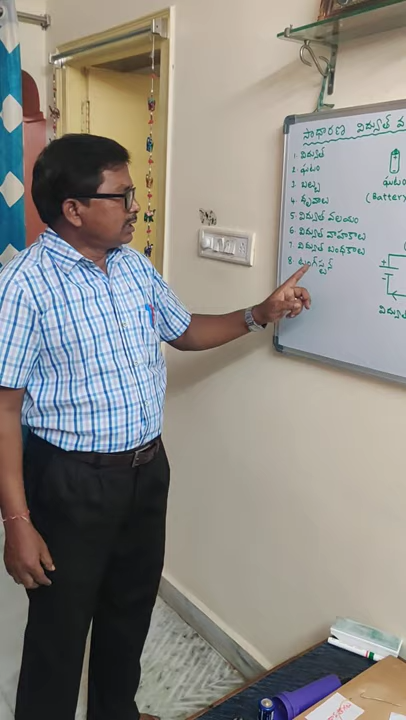 సాధారణ విద్యుత్ వ
1. విద్యుత్
2. ఘటం
3. బల్బు
4. ధృవాలు
5. విద్యుత్ వలయం
6. విద్యుత వాహకాలు
7. విద్యుత్ బంధకాలు
8. టంగ్‌స్టన్
ఘటం
(Battery
విద్యుత్